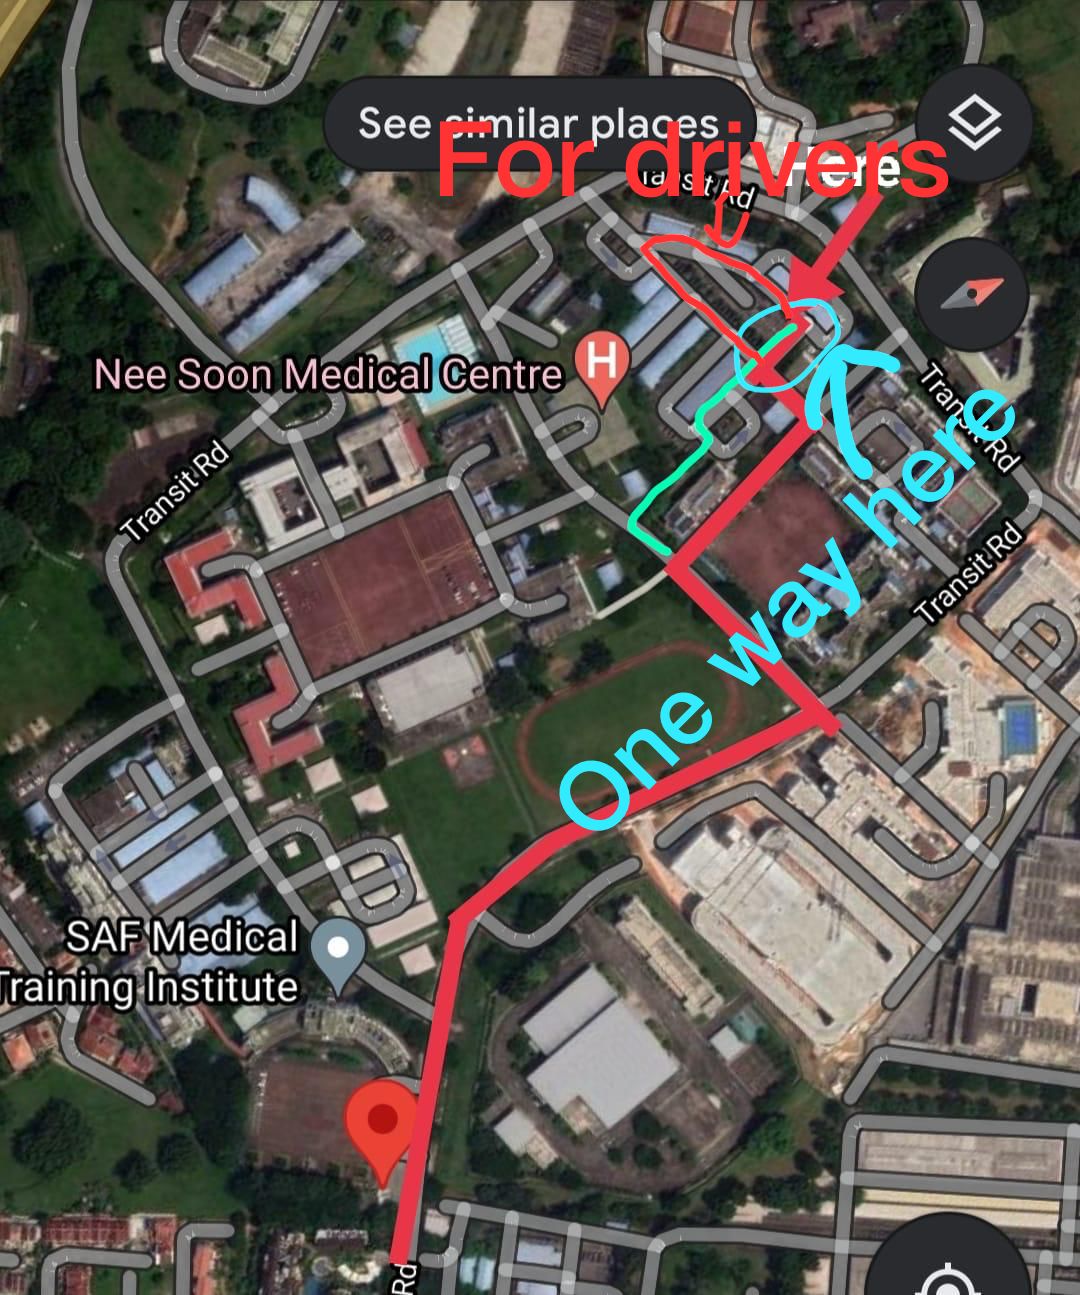 See similar places
For drivers
Here
Transit Rd
Nee Soon Medical Centre
H
Transit Rd
Transit Rd
Transit Rd
One way here
SAF Medical
Training Institute
Rd